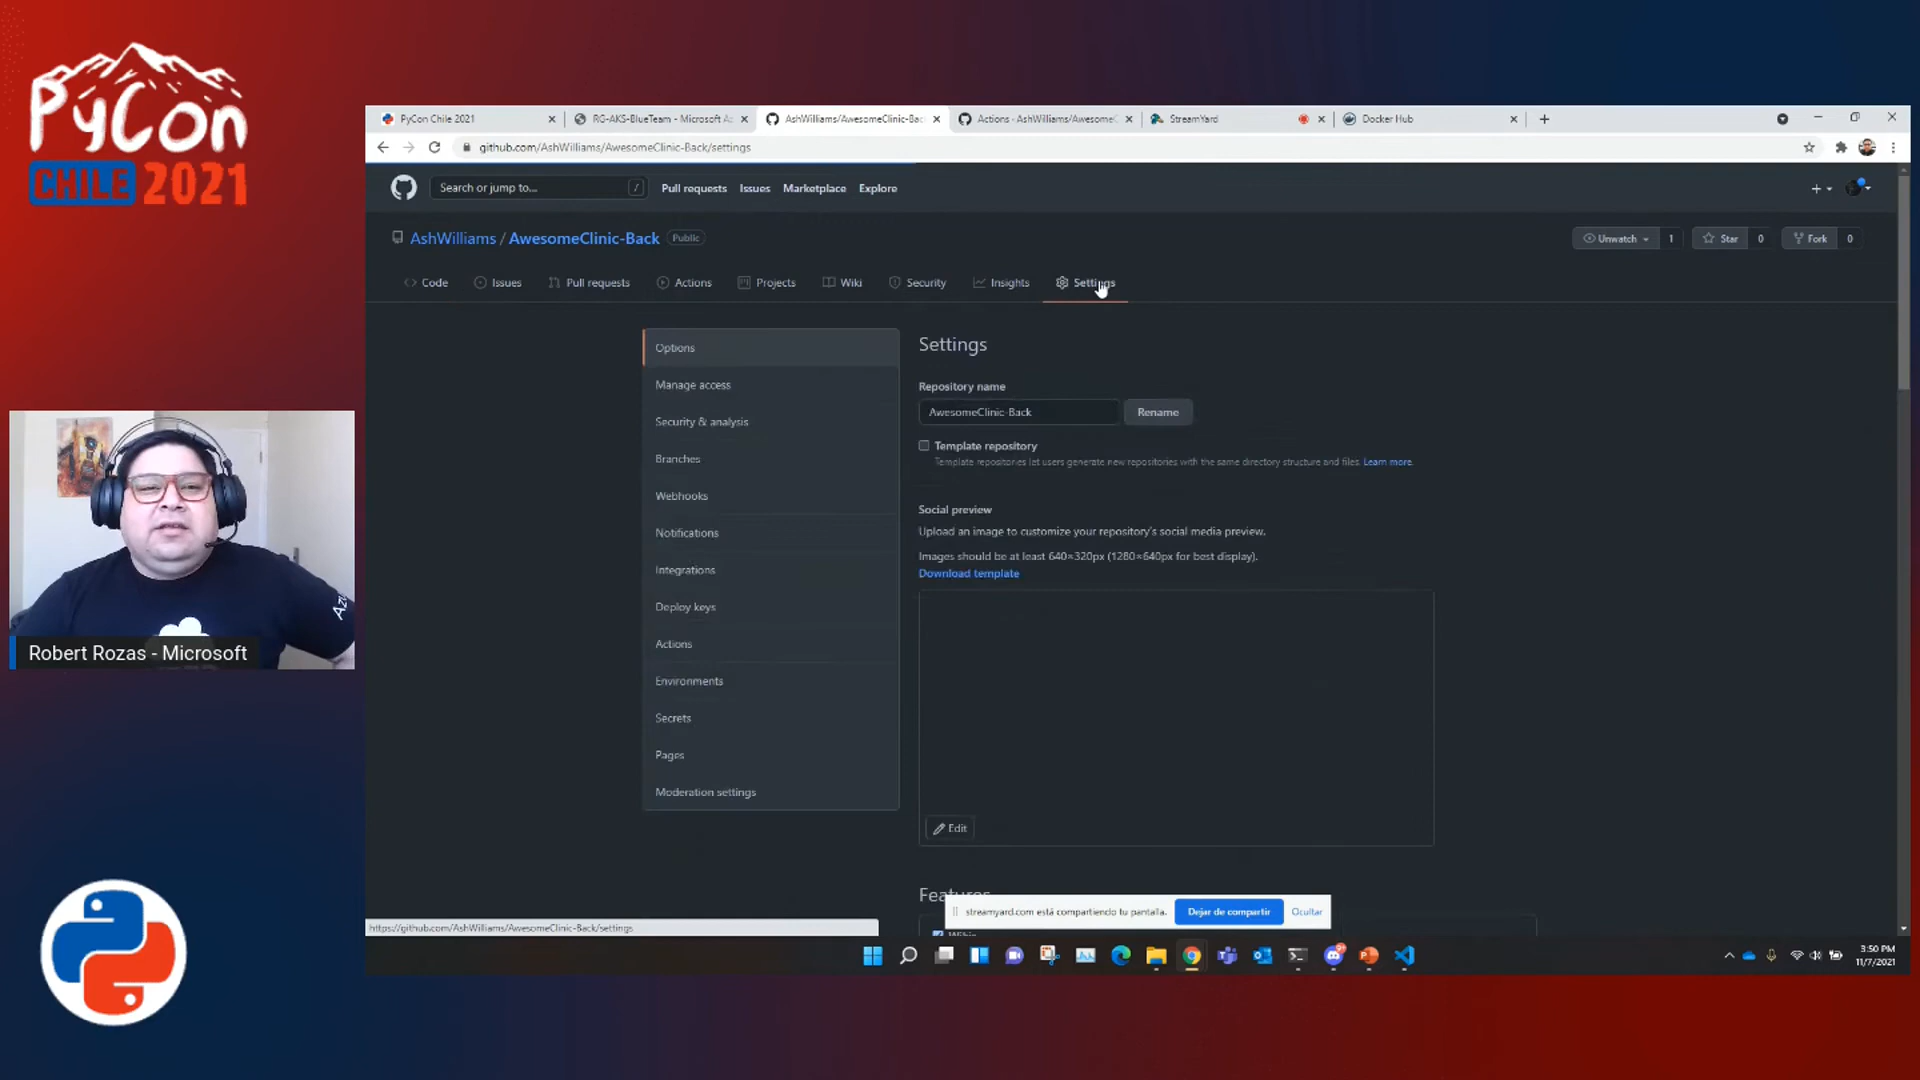 PyCon
CHILE 2021
Robert Rozas - Microsoft
PyCon Chile 2021
RG-AKS-BlueTeam - Microsoft A
AshWilliams/AwesomeClinic-Bac
Actions · AshWilliams/AwesomeC
StreamYard
Docker Hub
github.com/AshWilliams/AwesomeClinic-Back/settings
Search or jump to...
/
Pull requests
Issues
Marketplace
Explore
AshWilliams / AwesomeClinic-Back
Public
Unwatch
1
Star
0
Fork
0
Code
Issues
Pull requests
Actions
Projects
Wiki
Security
Insights
Settings
Options
Manage access
Security & analysis
Branches
Webhooks
Notifications
Integrations
Deploy keys
Actions
Environments
Secrets
Pages
Moderation settings
Settings
Repository name
AwesomeClinic-Back
Rename
Template repository
Template repositories let users generate new repositories with the same directory structure and files. Learn more.
Social preview
Upload an image to customize your repository's social media preview.
Images should be at least 640×320px (1280×640px for best display).
Download template
Edit
Features
streamyard.com está compartiendo tu pantalla.
Dejar de compartir
Ocultar
https://github.com/AshWilliams/AwesomeClinic-Back/settings
3:50 PM
11/7/2021